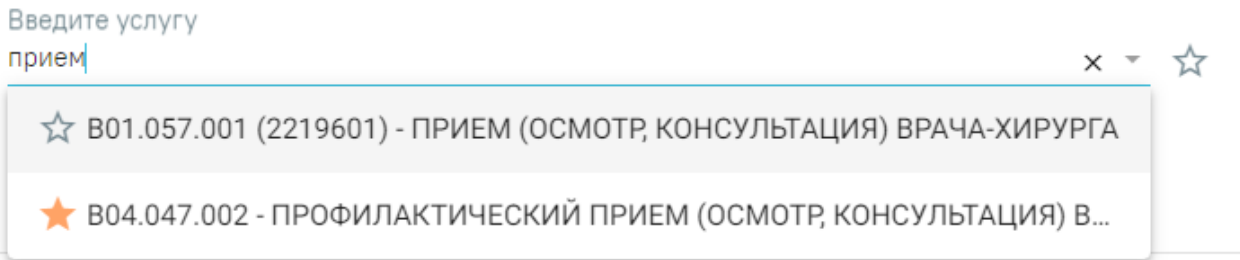 Введите услугу
прием
B01.057.001 (2219601) - ПРИЕМ (ОСМОТР, КОНСУЛЬТАЦИЯ) ВРАЧА-ХИРУРГА
B04.047.002 - ПРОФИЛАКТИЧЕСКИЙ ПРИЕМ (ОСМОТР, КОНСУЛЬТАЦИЯ) В...